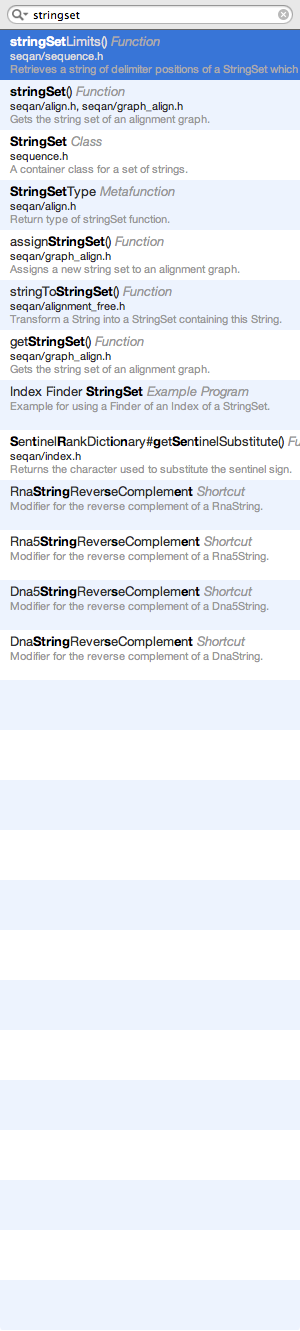 stringset
stringSetLimits() Function
seqan/sequence.h
Retrieves a string of delimiter positions of a StringSet which
stringSet() Function
seqan/align.h, seqan/graph_align.h
Gets the string set of an alignment graph.
StringSet Class
sequence.h
A container class for a set of strings.
StringSetType Metafunction
seqan/align.h
Return type of stringSet function.
assignStringSet() Function
seqan/graph_align.h
Assigns a new string set to an alignment graph.
stringToStringSet() Function
seqan/alignment_free.h
Transform a String into a StringSet containing this String.
getStringSet() Function
seqan/graph_align.h
Gets the string set of an alignment graph.
Index Finder StringSet Example Program
Example for using a Finder of an Index of a StringSet.
SentinelRankDictionary#getSentinelSubstitute() Fu
seqan/index.h
Returns the character used to substitute the sentinel sign.
RnaStringReverseComplement Shortcut
Modifier for the reverse complement of a RnaString.
Rna5StringReverseComplement Shortcut
Modifier for the reverse complement of a Rna5String.
Dna5StringReverseComplement Shortcut
Modifier for the reverse complement of a Dna5String.
DnaStringReverseComplement Shortcut
Modifier for the reverse complement of a DnaString.